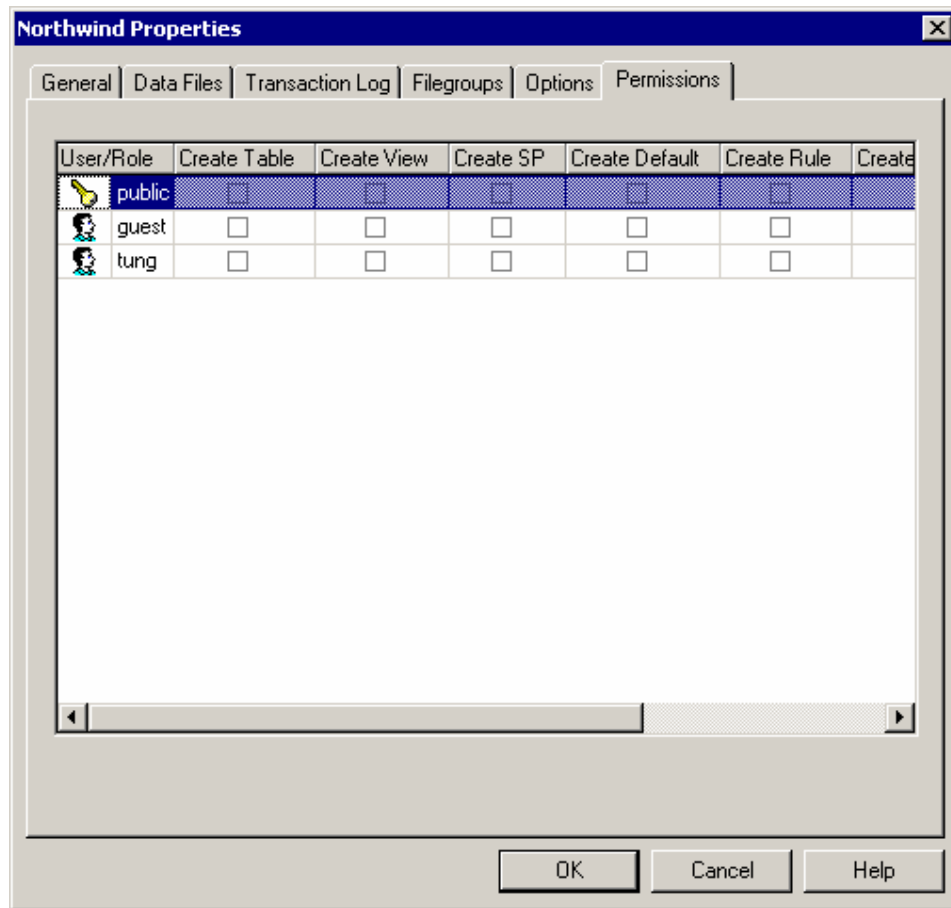 Northwind Properties
General Data Files Transaction Log Filegroups Options Permissions
User/Role Create Table Create View Create SP Create Default Create Rule Create
public
guest
tung
OK Cancel Help